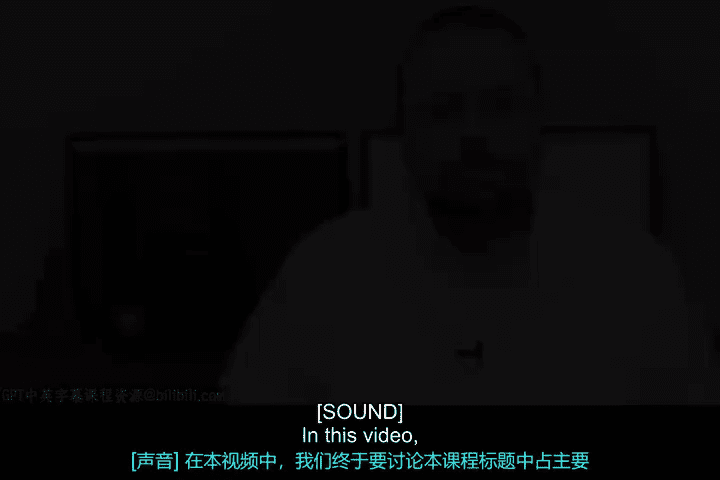 GPT中英字幕课程资源@bilibili.com
[SOUND]
In this video,
[声音] 在本视频中，我们终于要讨论本课程标题中占主要